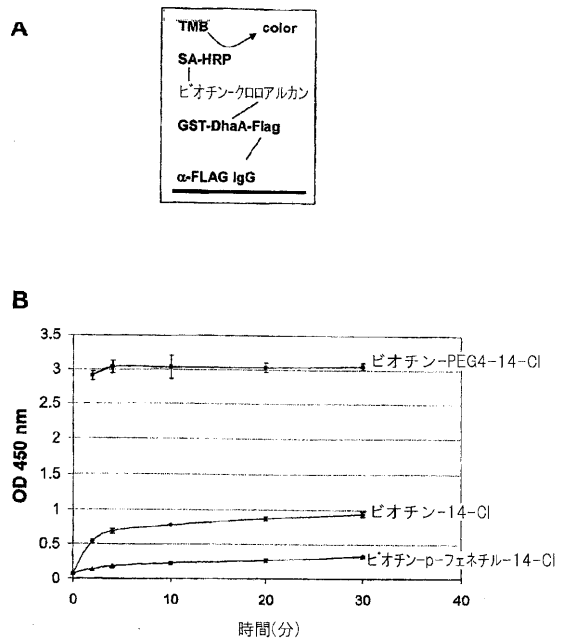 A
TMB color
SA-HRP
ビオチン-クロロアルカン
GST-DhaA-Flag
α-FLAG IgG
B
3.5
3
2.5
2
1.5
1
0.5
0
OD 450 nm
ビオチン-PEG4-14-Cl
ビオチン-14-Cl
ビオチン-p-フェネチル-14-Cl
0 10 20 30 40
時間(分)